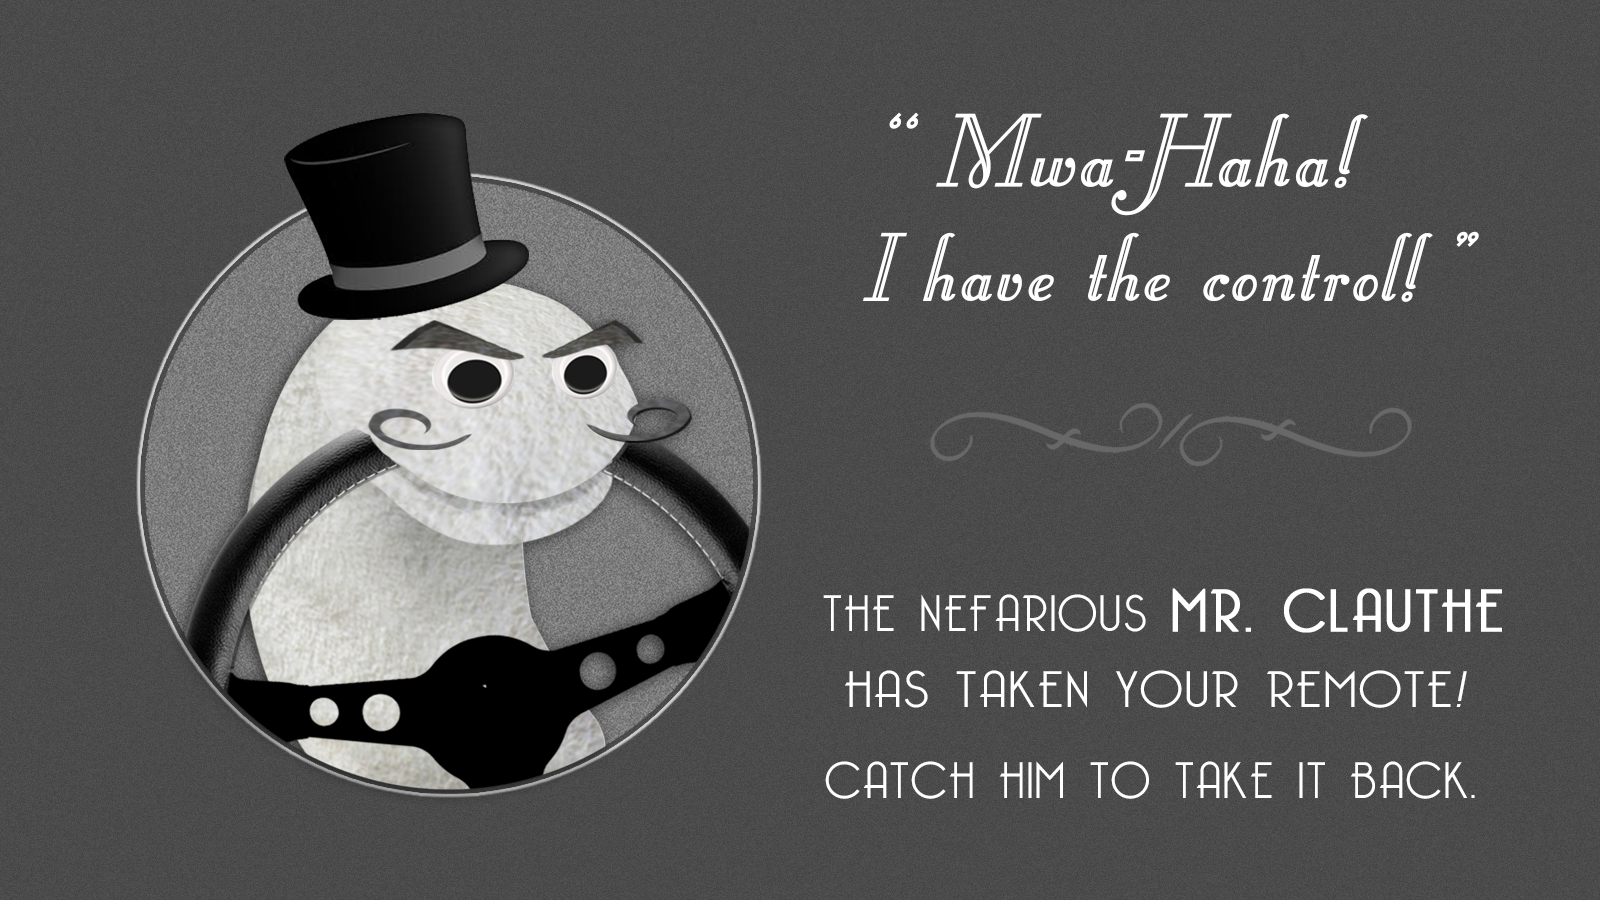 “ Mwa-Haha!
I have the control! ”
THE NEFARIOUS MR. CLAUTHE
HAS TAKEN YOUR REMOTE!
CATCH HIM TO TAKE IT BACK.